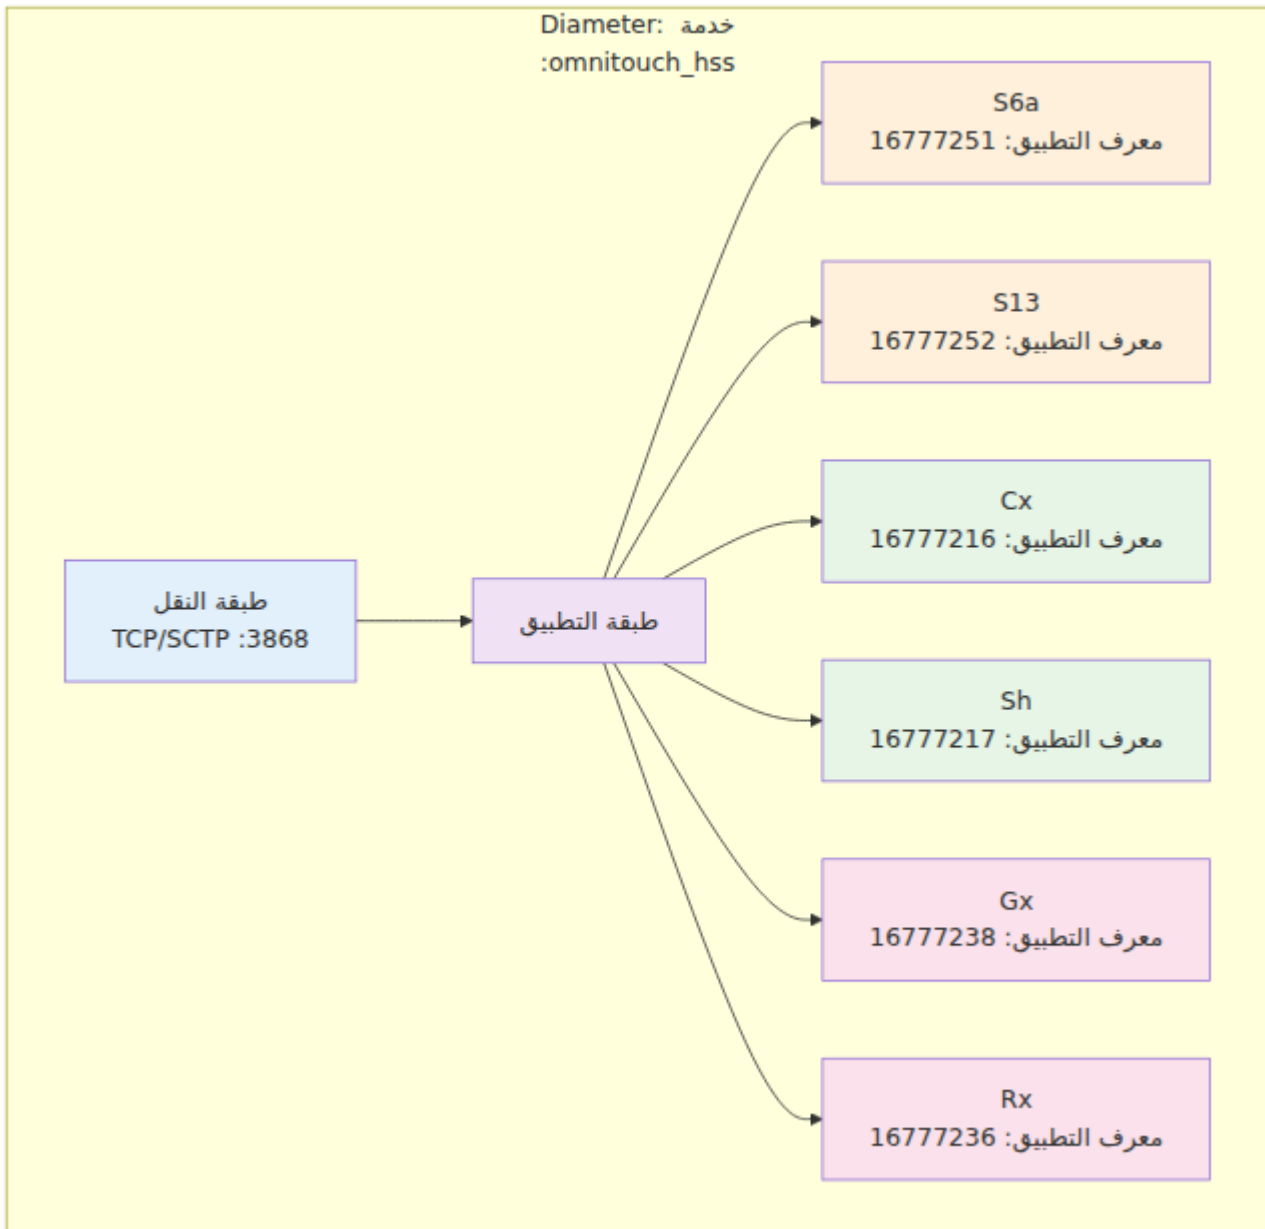 خدمة Diameter:
:omnitouch_hss
S6a
معرف التطبيق: 16777251
S13
معرف التطبيق: 16777252
Cx
معرف التطبيق: 16777216
طبقة النقل
TCP/SCTP :3868
طبقة التطبيق
Sh
معرف التطبيق: 16777217
Gx
معرف التطبيق: 16777238
Rx
معرف التطبيق: 16777236